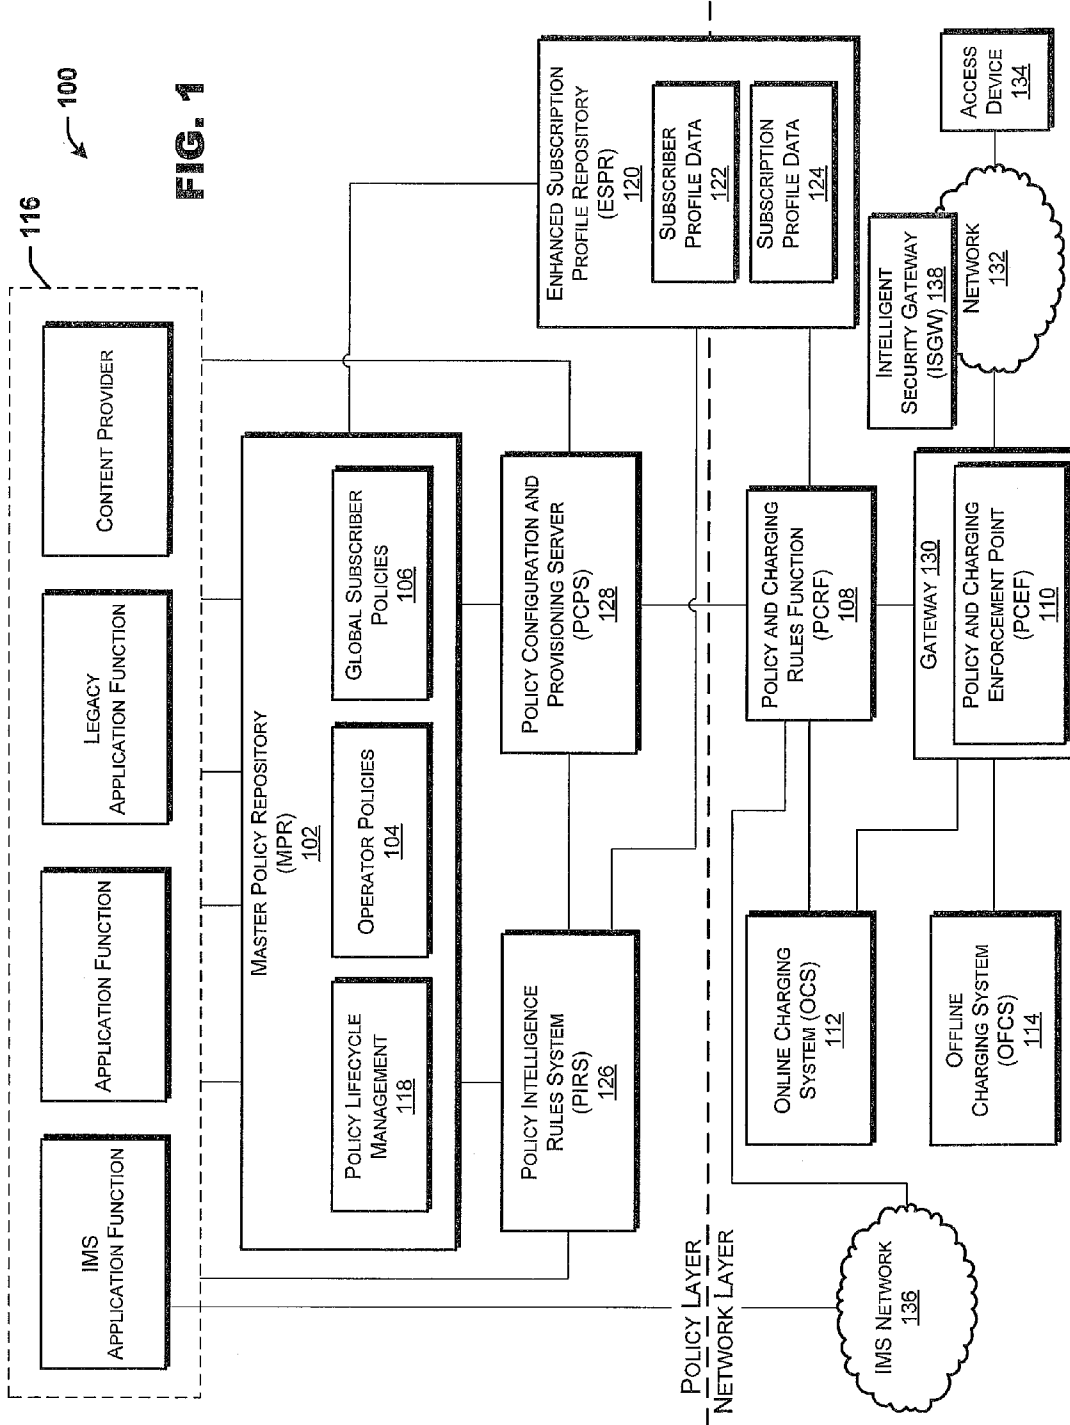 100
FIG. 1
116
IMS
APPLICATION FUNCTION
APPLICATION FUNCTION
LEGACY
APPLICATION FUNCTION
CONTENT PROVIDER
MASTER POLICY REPOSITORY
(MPR)
102
POLICY LIFECYCLE
MANAGEMENT
118
OPERATOR POLICIES
104
GLOBAL SUBSCRIBER
POLICIES
106
POLICY INTELLIGENCE
RULES SYSTEM
(PIRS)
126
POLICY CONFIGURATION AND
PROVISIONING SERVER
(PCPS)
128
ENHANCED SUBSCRIPTION
PROFILE REPOSITORY
(ESPR)
120
SUBSCRIBER
PROFILE DATA
122
SUBSCRIPTION
PROFILE DATA
124
POLICY LAYER
NETWORK LAYER
IMS NETWORK
136
ONLINE CHARGING
SYSTEM (OCS)
112
OFFLINE
CHARGING SYSTEM
(OFCS)
114
POLICY AND CHARGING
RULES FUNCTION
(PCRF)
108
GATEWAY 130
POLICY AND CHARGING
ENFORCEMENT POINT
(PCEF)
110
INTELLIGENT
SECURITY GATEWAY
(ISGW) 138
NETWORK
132
ACCESS
DEVICE
134